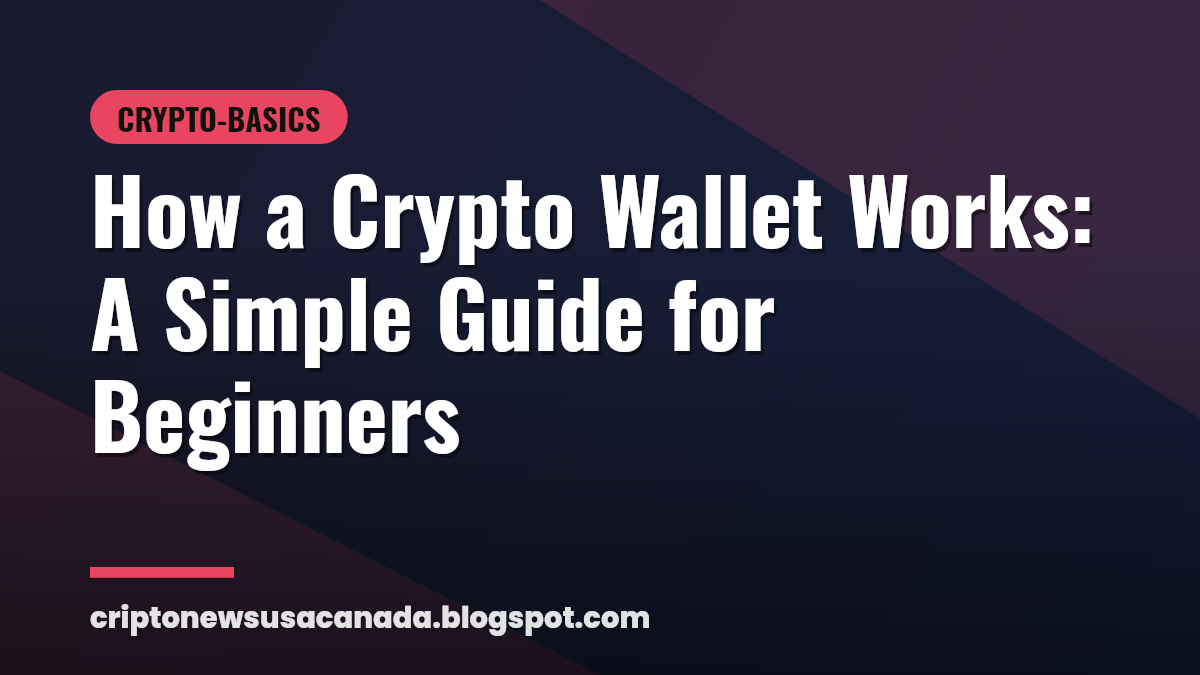 CRYPTO-BASICS
How a Crypto Wallet Works:
A Simple Guide for
Beginners
criptonewsusacanada.blogspot.com